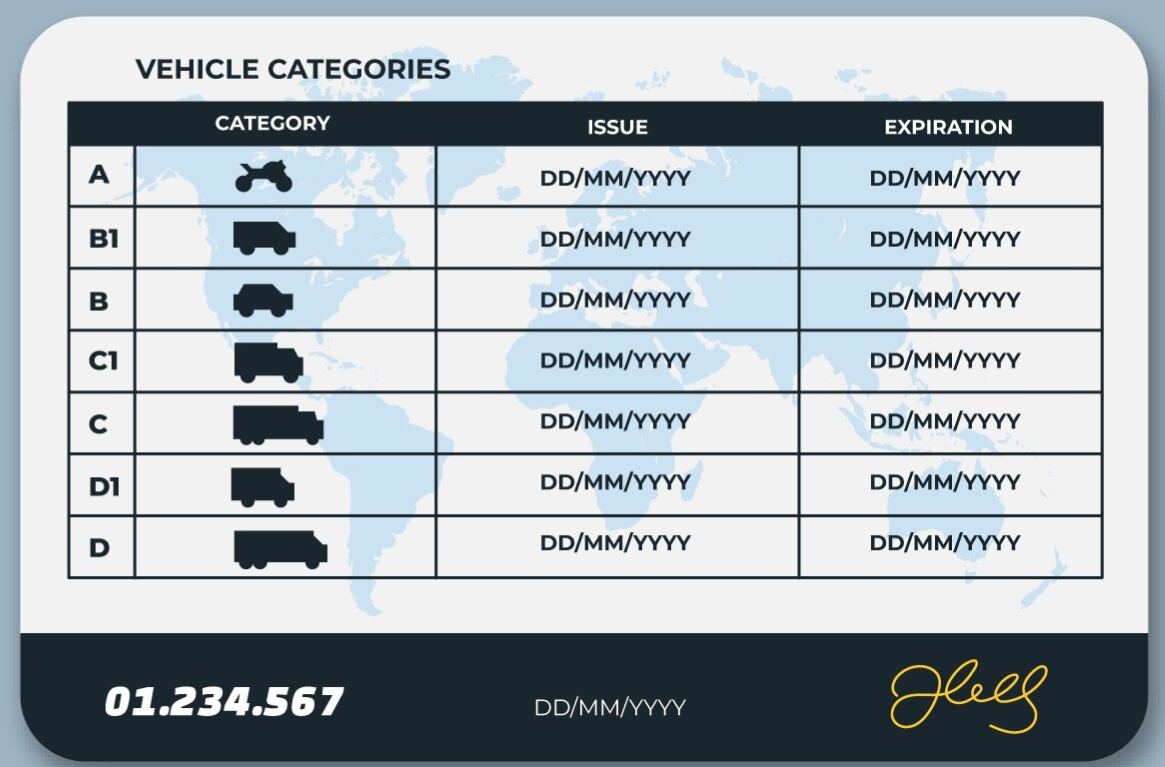 VEHICLE CATEGORIES
CATEGORY ISSUE EXPIRATION
A DD/MM/YYYY DD/MM/YYYY
B1 DD/MM/YYYY DD/MM/YYYY
B DD/MM/YYYY DD/MM/YYYY
C1 DD/MM/YYYY DD/MM/YYYY
C DD/MM/YYYY DD/MM/YYYY
D1 DD/MM/YYYY DD/MM/YYYY
D DD/MM/YYYY DD/MM/YYYY
01.234.567 DD/MM/YYYY